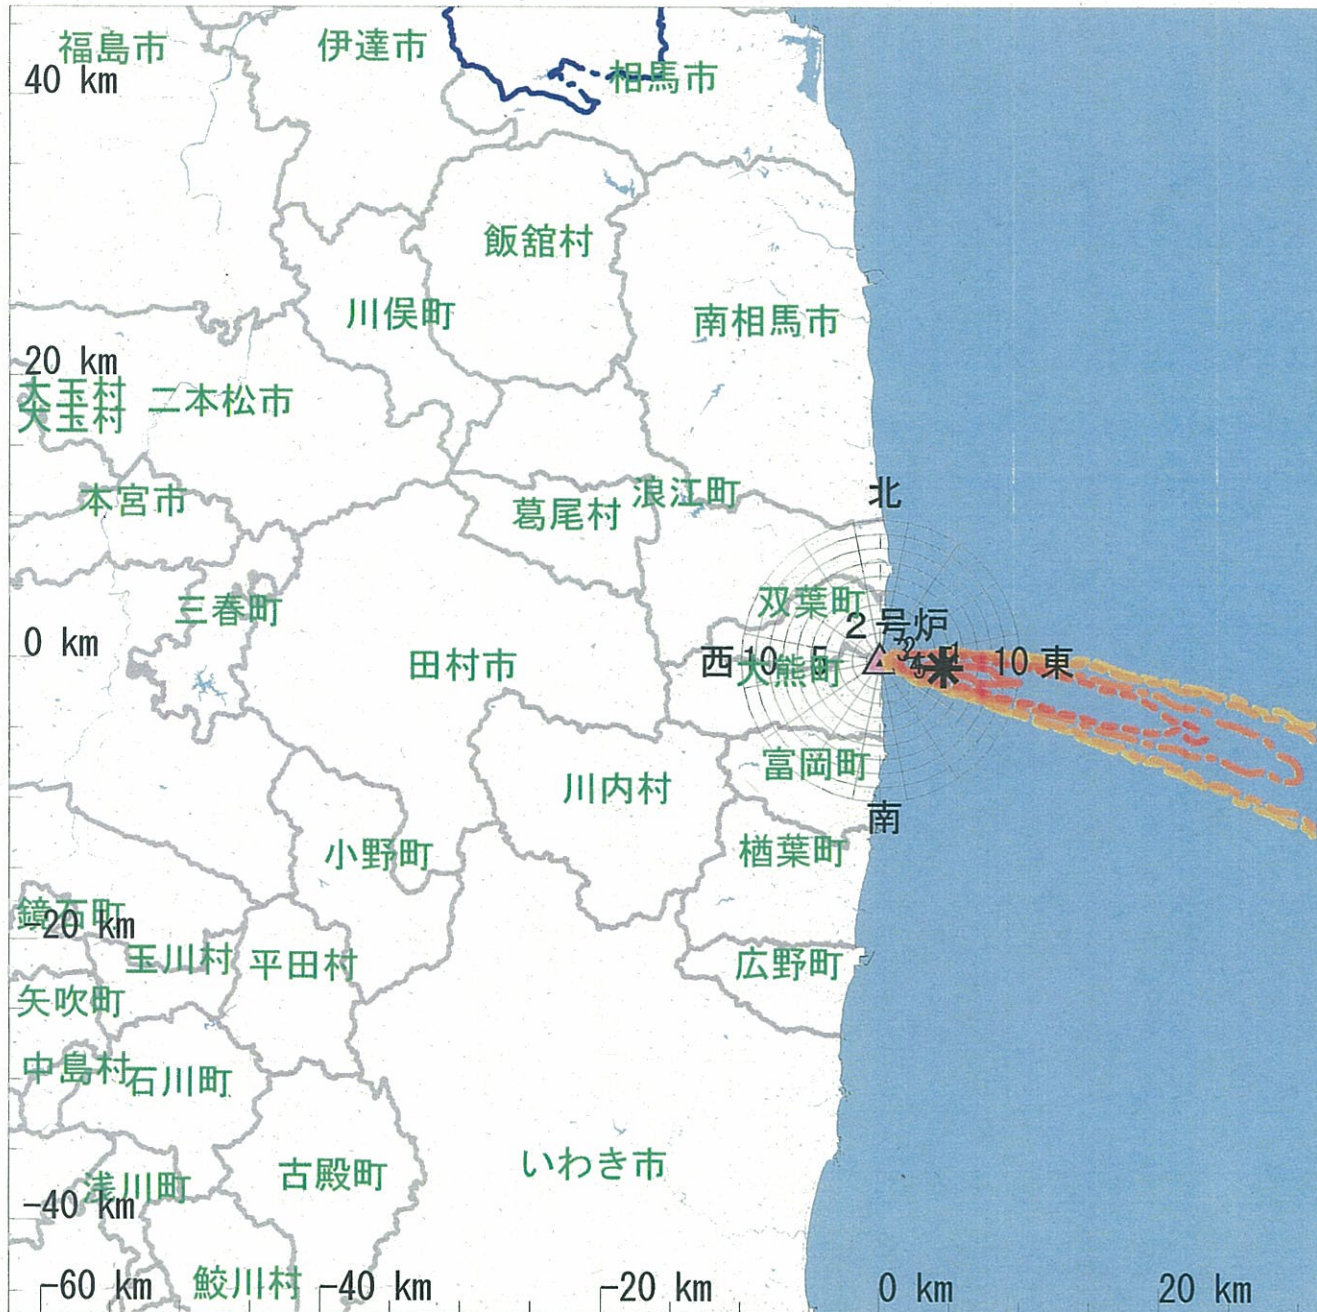 福島市
伊達市
40 km
相馬市
飯舘村
川俣町
南相馬市
20 km
大玉村
大玉村
二本松市
本宮市
葛尾村
浪江町
北
三春町
双葉町
2号炉
0 km
田村市
西
10
5
大熊町
10
東
富岡町
川内村
南
小野町
楢葉町
鏡石町
-20 km
玉川村
平田村
広野町
矢吹町
中島村
石川町
いわき市
古殿町
浅川町
-40 km
鮫川村
-60 km
-40 km
-20 km
0 km
20 km